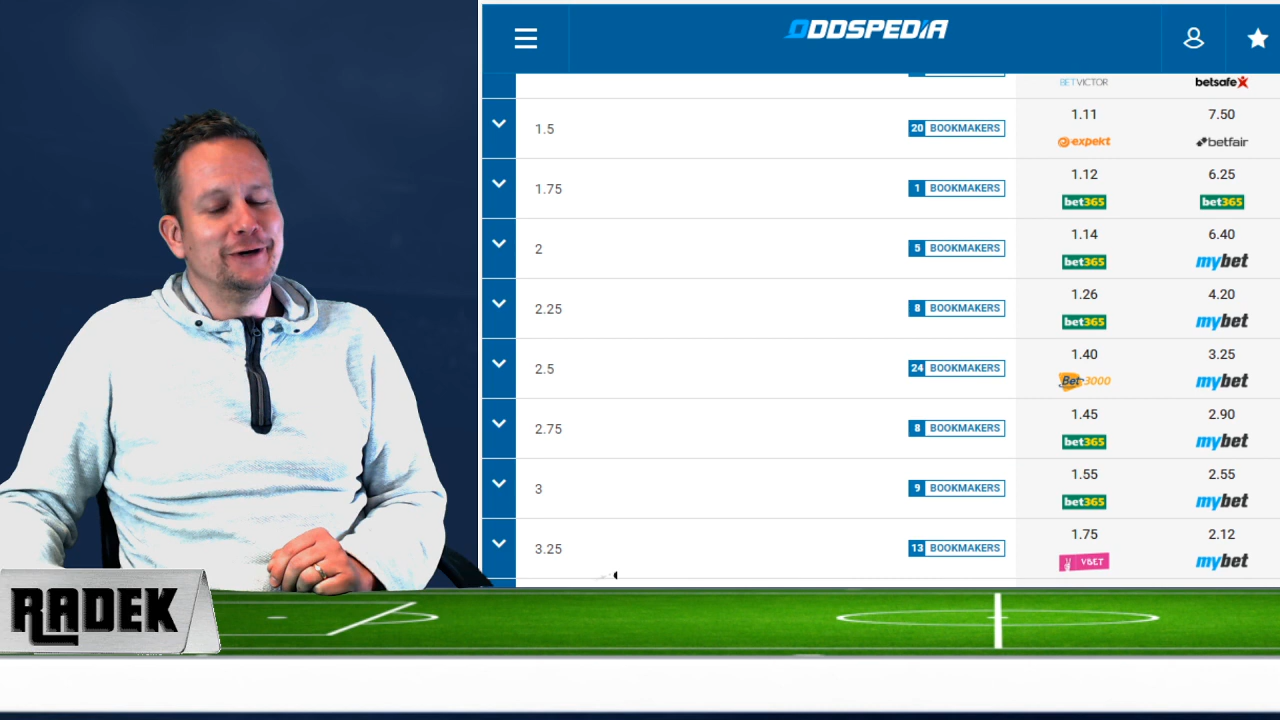 ODDSPEDIA
BETVICTOR betsafe
1.5 20 BOOKMAKERS 1.11 7.50
expekt betfair
1.75 1 BOOKMAKERS 1.12 6.25
bet365 bet365
2 5 BOOKMAKERS 1.14 6.40
bet365 mybet
2.25 8 BOOKMAKERS 1.26 4.20
bet365 mybet
2.5 24 BOOKMAKERS 1.40 3.25
Bet3000 mybet
2.75 8 BOOKMAKERS 1.45 2.90
bet365 mybet
3 9 BOOKMAKERS 1.55 2.55
bet365 mybet
3.25 13 BOOKMAKERS 1.75 2.12
VBET mybet
RADEK